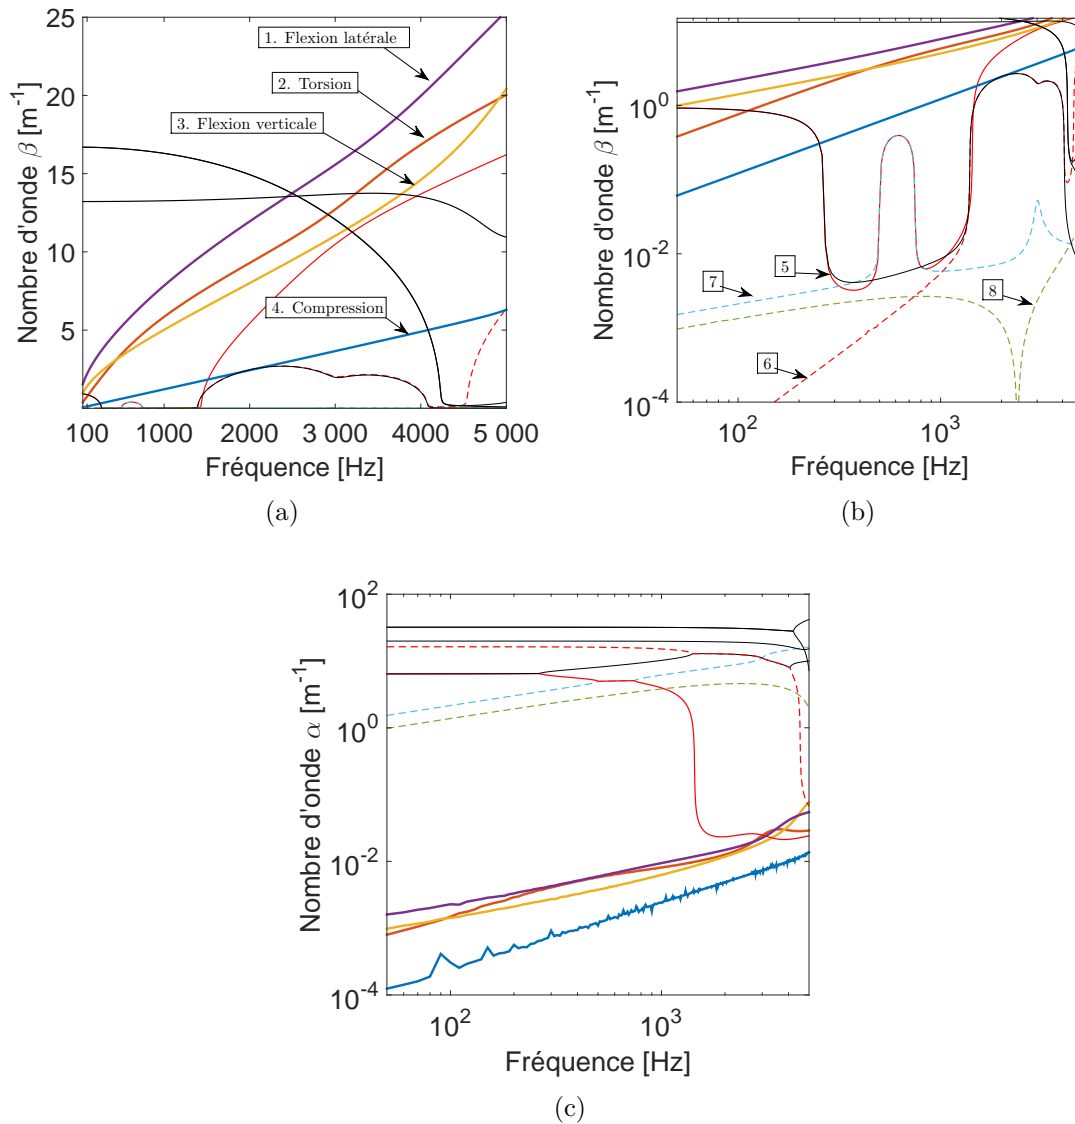 25
20
15
10
5
100
1000
2000
3 000
4000
5 000
Nombre d'onde β [m⁻¹]
Fréquence [Hz]
1. Flexion latérale
2. Torsion
3. Flexion verticale
4. Compression
(a)
10⁰
10⁻²
10⁻⁴
10²
10³
Nombre d'onde β [m⁻¹]
Fréquence [Hz]
5
7
8
6
(b)
10²
10⁰
10⁻²
10⁻⁴
10²
10³
Nombre d'onde α [m⁻¹]
Fréquence [Hz]
(c)